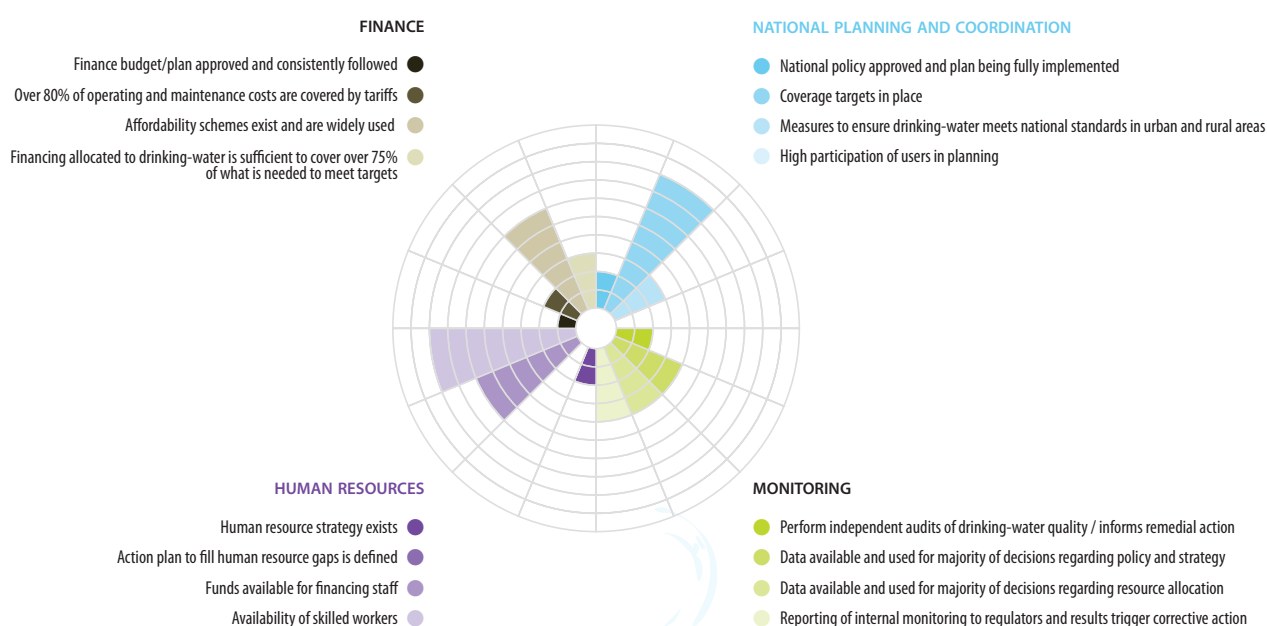 FINANCE
Finance budget/plan approved and consistently followed
Over 80% of operating and maintenance costs are covered by tariffs
Affordability schemes exist and are widely used
Financing allocated to drinking-water is sufficient to cover over 75%
of what is needed to meet targets
NATIONAL PLANNING AND COORDINATION
National policy approved and plan being fully implemented
Coverage targets in place
Measures to ensure drinking-water meets national standards in urban and rural areas
High participation of users in planning
HUMAN RESOURCES
Human resource strategy exists
Action plan to fill human resource gaps is defined
Funds available for financing staff
Availability of skilled workers
MONITORING
Perform independent audits of drinking-water quality / informs remedial action
Data available and used for majority of decisions regarding policy and strategy
Data available and used for majority of decisions regarding resource allocation
Reporting of internal monitoring to regulators and results trigger corrective action